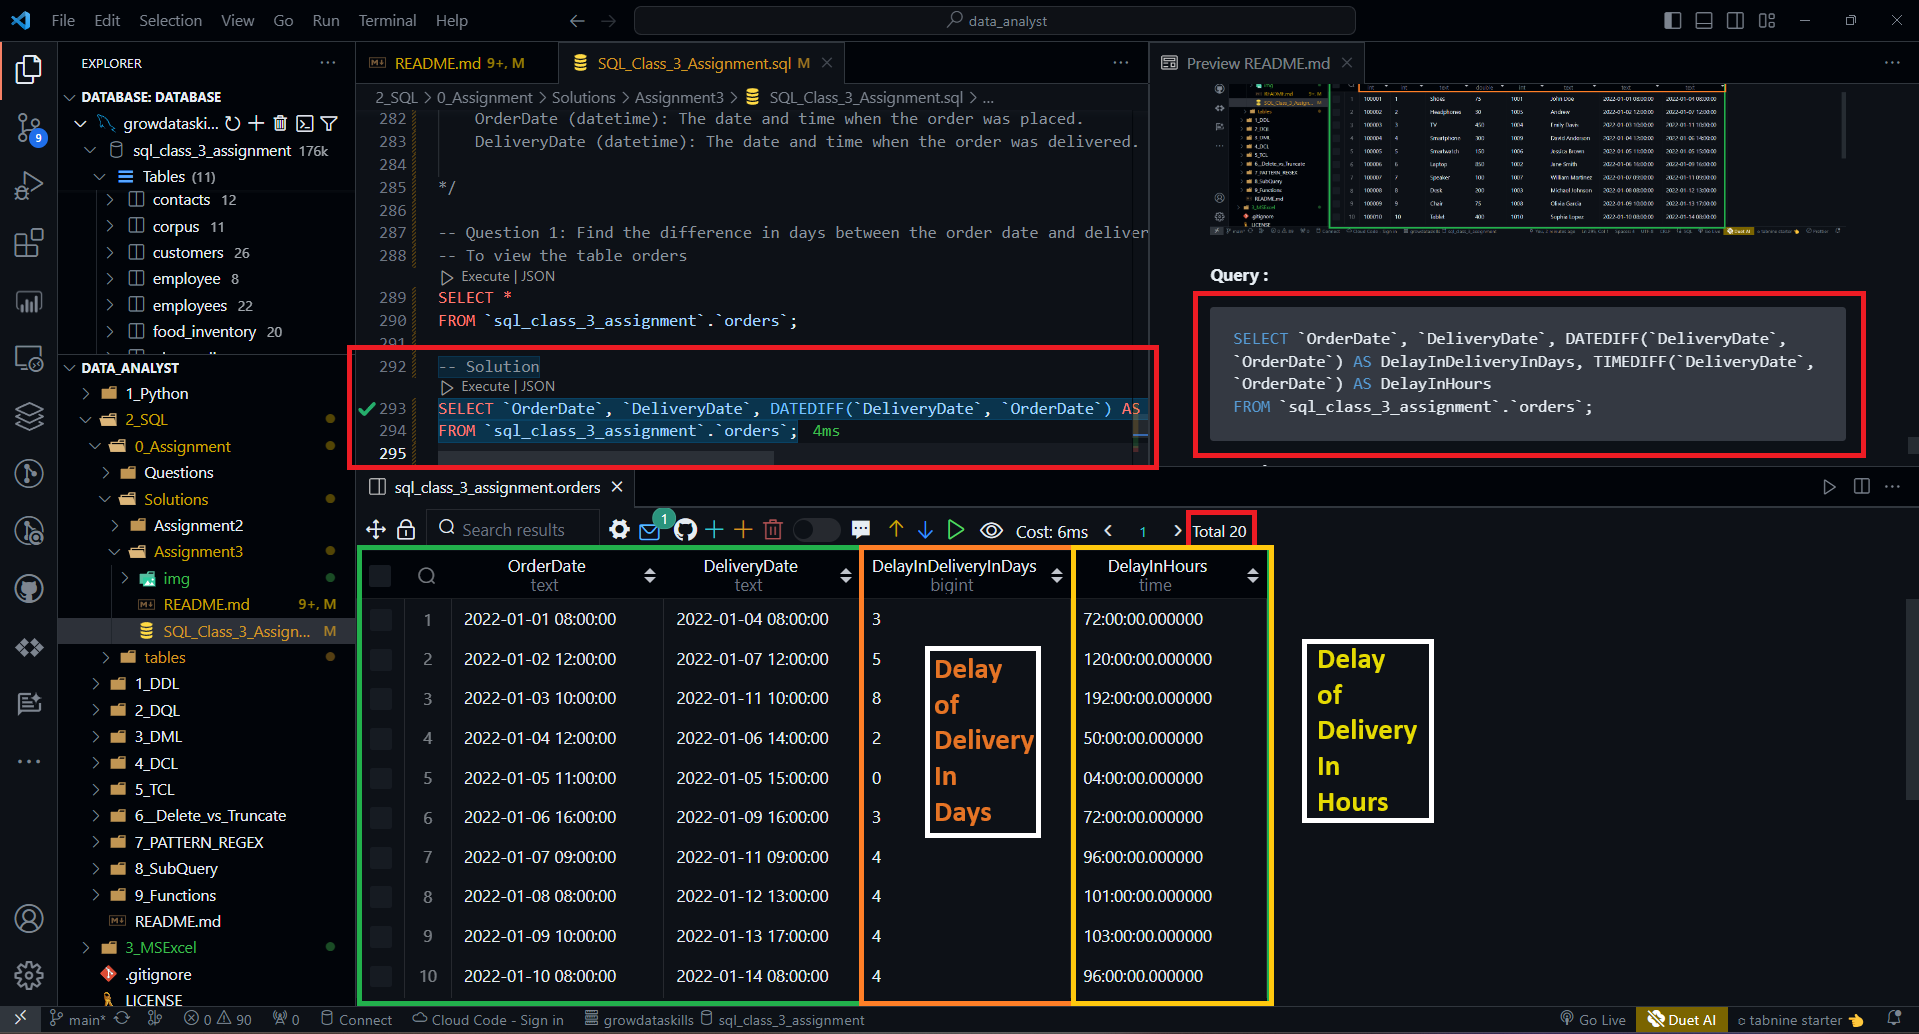 File Edit Selection View Go Run Terminal Help
data_analyst
EXPLORER
DATABASE: DATABASE
growdataski...
sql_class_3_assignment 176k
Tables (11)
contacts 12
corpus 11
customers 26
employee 8
employees 22
food_inventory 20
DATA_ANALYST
1_Python
2_SQL
0_Assignment
Questions
Solutions
Assignment2
Assignment3
img
README.md 9+, M
SQL_Class_3_Assign... M
tables
1_DDL
2_DQL
3_DML
4_DCL
5_TCL
6__Delete_vs_Truncate
7_PATTERN_REGEX
8_SubQuery
9_Functions
README.md
3_MSExcel
.gitignore
LICENSE
README.md 9+, M
SQL_Class_3_Assignment.sql M
2_SQL > 0_Assignment > Solutions > Assignment3 > SQL_Class_3_Assignment.sql > ...
282 OrderDate (datetime): The date and time when the order was placed.
283 DeliveryDate (datetime): The date and time when the order was delivered.
284
285 */
286
287 -- Question 1: Find the difference in days between the order date and deliver
288 -- To view the table orders
Execute | JSON
289 SELECT *
290 FROM `sql_class_3_assignment`.`orders`;
291
292 -- Solution
Execute | JSON
293 SELECT `OrderDate`, `DeliveryDate`, DATEDIFF(`DeliveryDate`, `OrderDate`) AS
294 FROM `sql_class_3_assignment`.`orders`; 4ms
295
Preview README.md
Query :
SELECT `OrderDate`, `DeliveryDate`, DATEDIFF(`DeliveryDate`,
`OrderDate`) AS DelayInDeliveryInDays, TIMEDIFF(`DeliveryDate`,
`OrderDate`) AS DelayInHours
FROM `sql_class_3_assignment`.`orders`;
sql_class_3_assignment.orders
Search results 1 Cost: 6ms 1 Total 20
OrderDate DeliveryDate DelayInDeliveryInDays DelayInHours
text text bigint time
1 2022-01-01 08:00:00 2022-01-04 08:00:00 3 72:00:00.000000
2 2022-01-02 12:00:00 2022-01-07 12:00:00 5 120:00:00.000000
3 2022-01-03 10:00:00 2022-01-11 10:00:00 8 192:00:00.000000
4 2022-01-04 12:00:00 2022-01-06 14:00:00 2 50:00:00.000000
5 2022-01-05 11:00:00 2022-01-05 15:00:00 0 04:00:00.000000
6 2022-01-06 16:00:00 2022-01-09 16:00:00 3 72:00:00.000000
7 2022-01-07 09:00:00 2022-01-11 09:00:00 4 96:00:00.000000
8 2022-01-08 08:00:00 2022-01-12 13:00:00 4 101:00:00.000000
9 2022-01-09 10:00:00 2022-01-13 17:00:00 4 103:00:00.000000
10 2022-01-10 08:00:00 2022-01-14 08:00:00 4 96:00:00.000000
Delay
of
Delivery
In
Days
Delay
of
Delivery
In
Hours
9
main* 0 90 0 Connect Cloud Code - Sign in growdataskills sql_class_3_assignment Go Live Duet AI tabnine starter